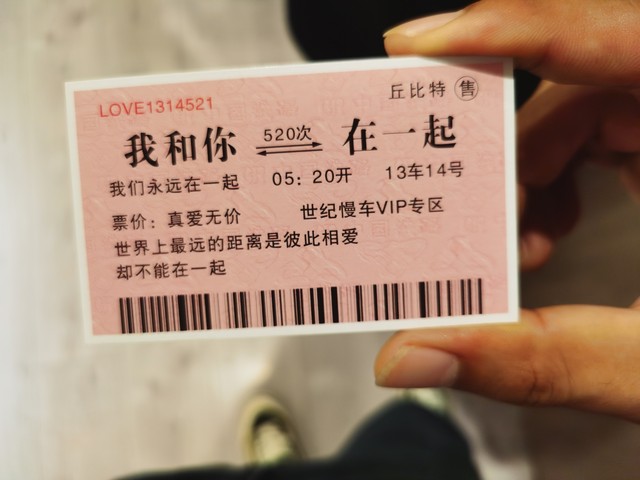 LOVE1314521 丘比特 售
我和你 520次 在一起
我们永远在一起 05：20开 13车14号
票价：真爱无价 世纪慢车VIP专区
世界上最远的距离是彼此相爱
却不能在一起